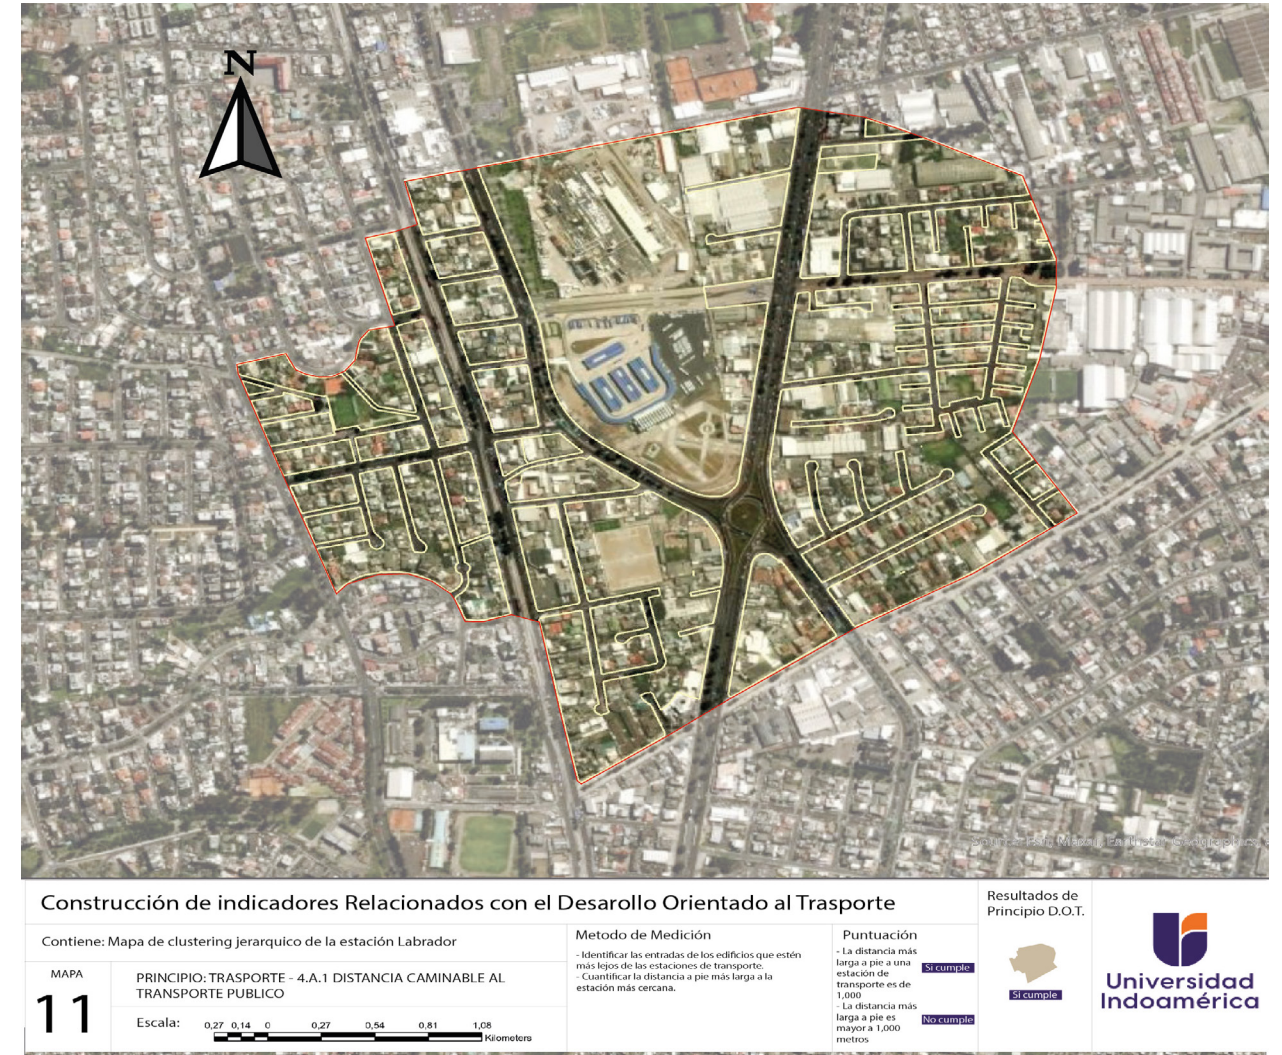 N
Construcción de indicadores Relacionados con el Desarollo Orientado al Trasporte
Contiene: Mapa de clustering jerarquico de la estación Labrador
MAPA
11
PRINCIPIO: TRASPORTE - 4.A.1 DISTANCIA CAMINABLE AL
TRANSPORTE PUBLICO
Escala:
0,27 0,14 0 0,27 0,54 0,81 1,08
Kilometers
Metodo de Medición
- Identificar las entradas de los edificios que estén
más lejos de las estaciones de transporte.
- Cuantificar la distancia a pie más larga a la
estación más cercana.
Puntuación
- La distancia más
larga a pie a una
estación de
transporte es de
1,000
Si cumple
- La distancia más
larga a pie es
mayor a 1,000
metros
No cumple
Resultados de
Principio D.O.T.
Si cumple
Universidad
Indoamérica